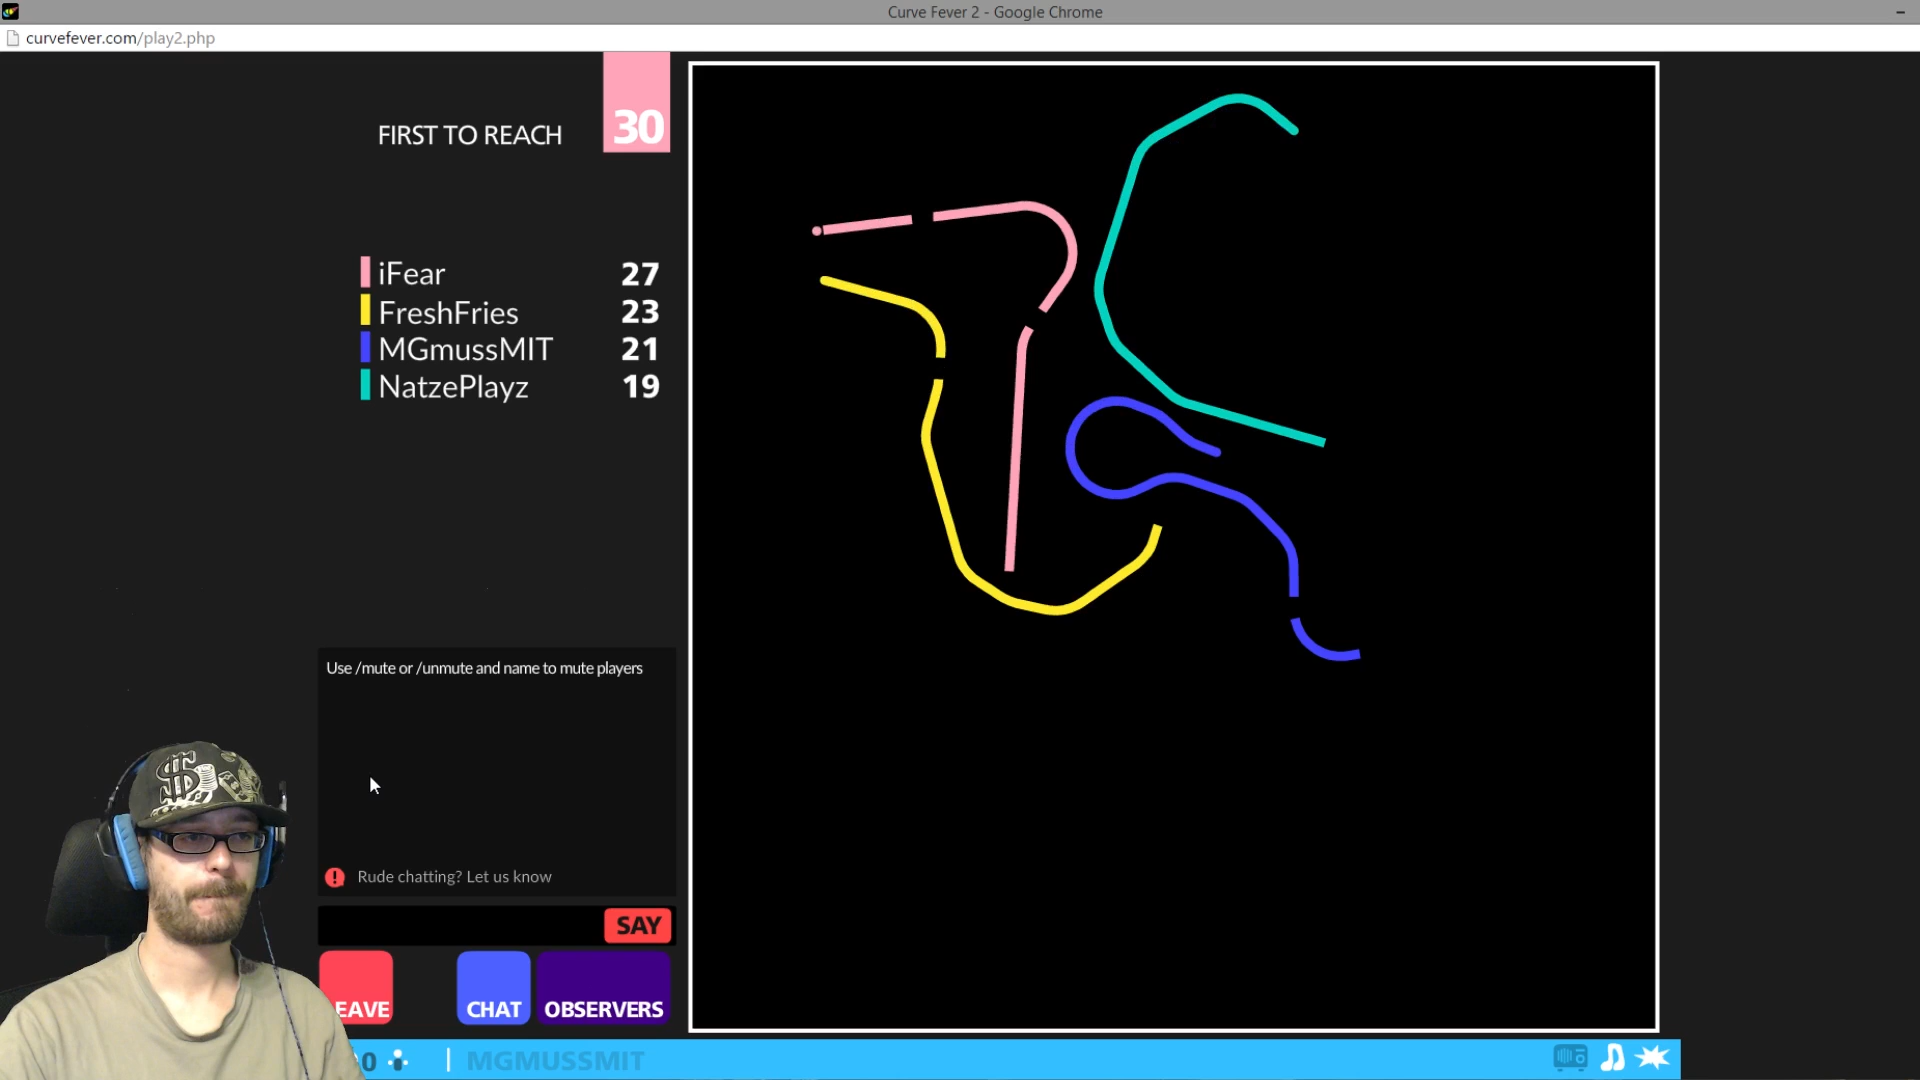 Curve Fever 2 - Google Chrome
curvefever.com/play2.php
FIRST TO REACH
30
iFear 27
FreshFries 23
MGmussMIT 21
NatzePlayz 19
Use /mute or /unmute and name to mute players
Rude chatting? Let us know
SAY
EAVE
CHAT
OBSERVERS
0
MGMUSSMIT